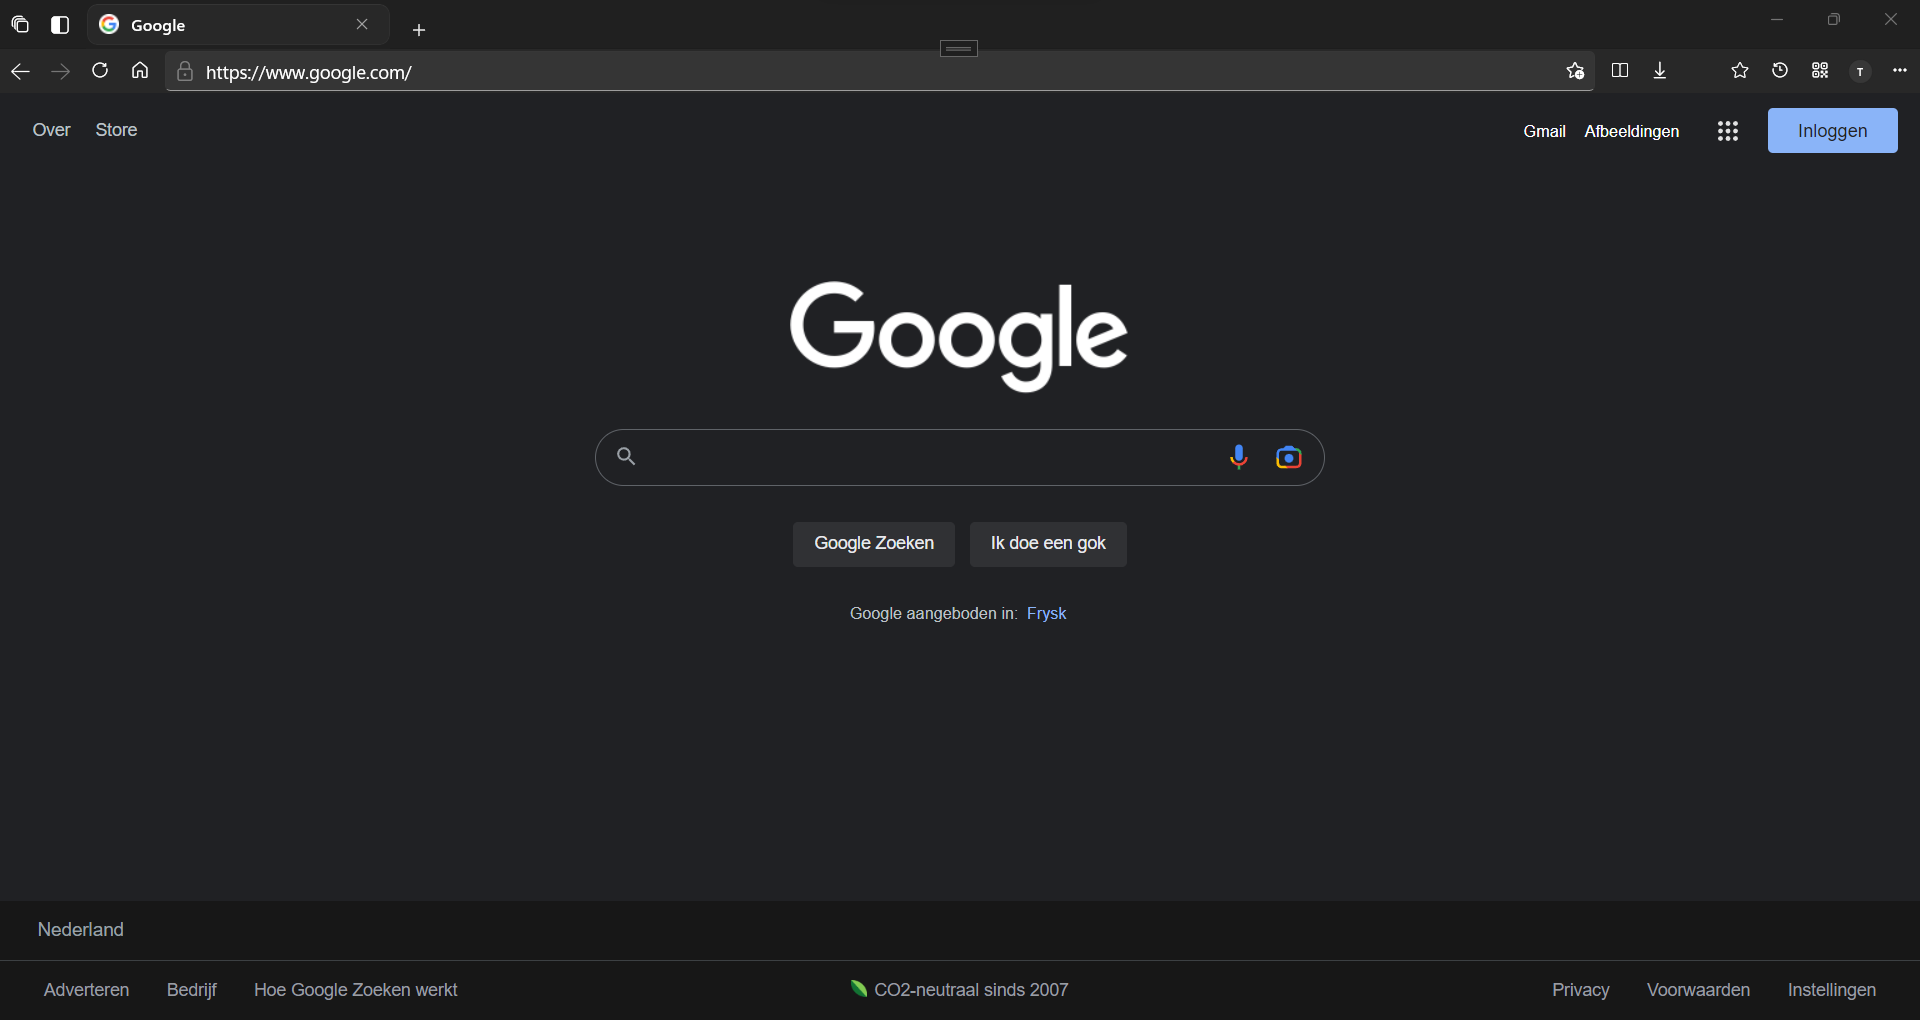 Google
https://www.google.com/
T
Over Store
Gmail Afbeeldingen Inloggen
Google
Google Zoeken Ik doe een gok
Google aangeboden in: Frysk
Nederland
Adverteren Bedrijf Hoe Google Zoeken werkt CO2-neutraal sinds 2007 Privacy Voorwaarden Instellingen